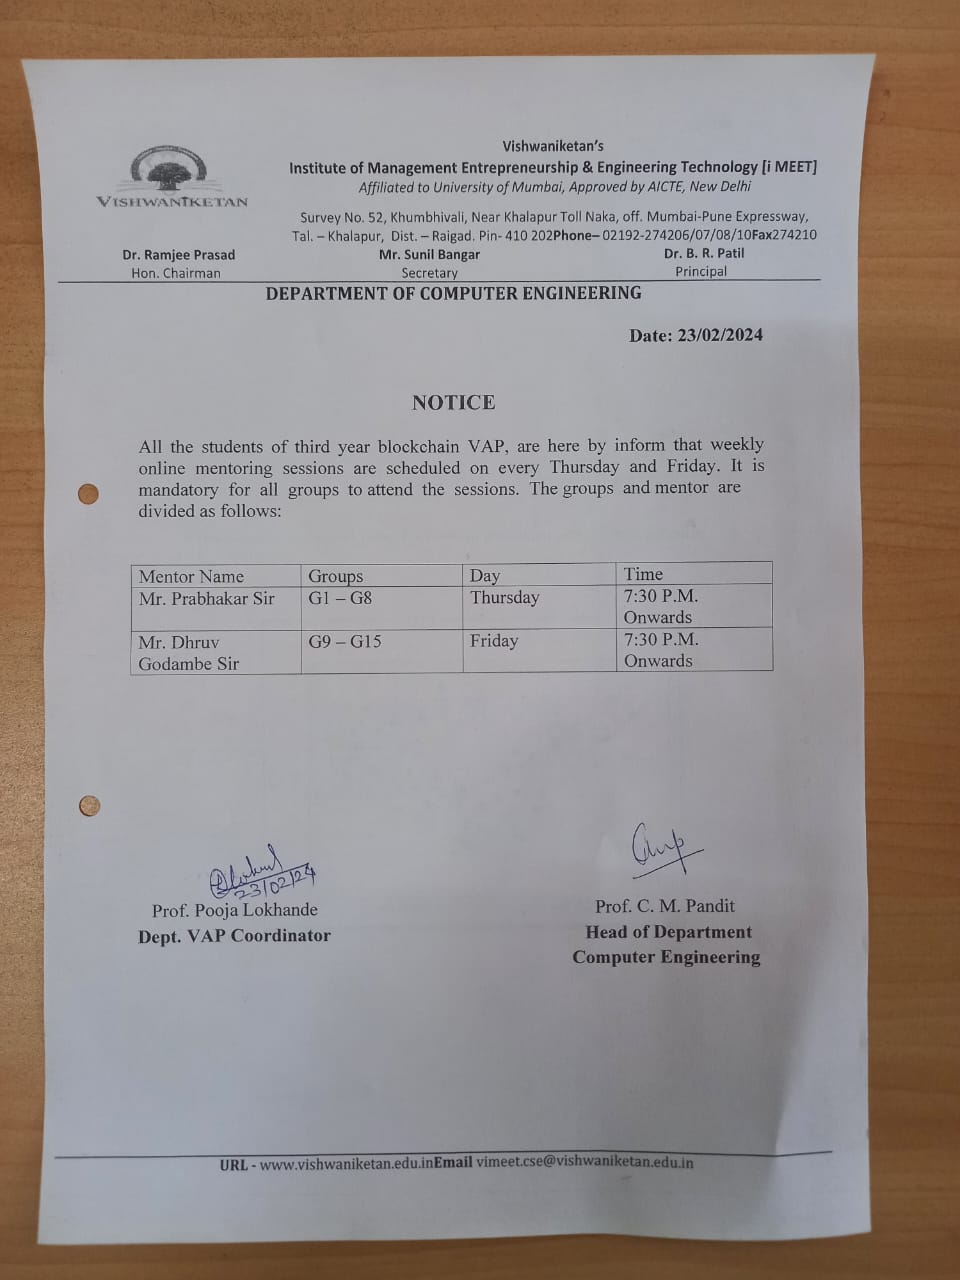 Vishwaniketan's
Institute of Management Entrepreneurship & Engineering Technology [i MEET]
Affiliated to University of Mumbai, Approved by AICTE, New Delhi
VISHWANIKETAN
Survey No. 52, Khumbhivali, Near Khalapur Toll Naka, off. Mumbai-Pune Expressway,
Tal. – Khalapur, Dist. – Raigad. Pin- 410 202Phone– 02192-274206/07/08/10Fax274210
Dr. Ramjee Prasad Mr. Sunil Bangar Dr. B. R. Patil
Hon. Chairman Secretary Principal
DEPARTMENT OF COMPUTER ENGINEERING
Date: 23/02/2024
NOTICE
All the students of third year blockchain VAP, are here by inform that weekly
online mentoring sessions are scheduled on every Thursday and Friday. It is
mandatory for all groups to attend the sessions. The groups and mentor are
divided as follows:
Mentor Name Groups Day Time
Mr. Prabhakar Sir G1 – G8 Thursday 7:30 P.M.
Onwards
Mr. Dhruv G9 – G15 Friday 7:30 P.M.
Godambe Sir Onwards
23/02/24
Prof. Pooja Lokhande Prof. C. M. Pandit
Dept. VAP Coordinator Head of Department
Computer Engineering
URL - www.vishwaniketan.edu.inEmail vimeet.cse@vishwaniketan.edu.in